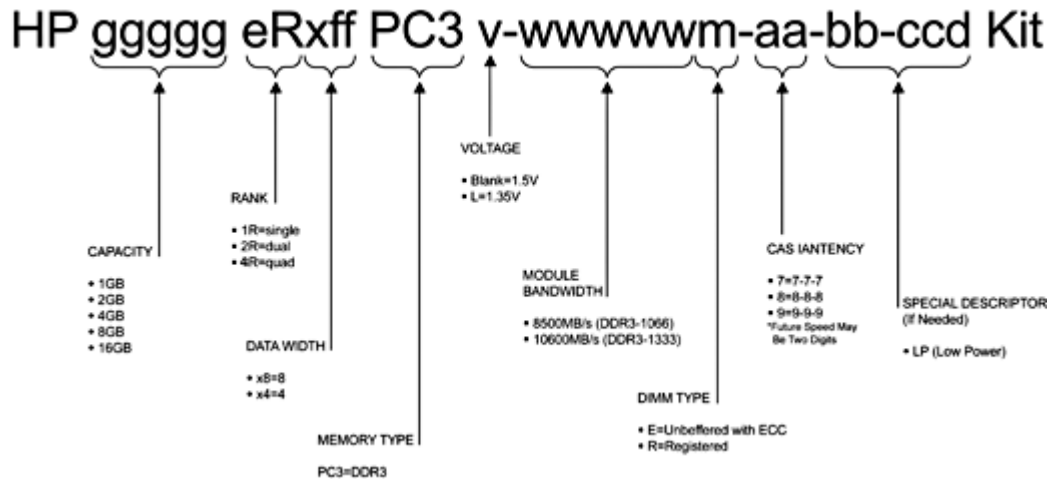 HP ggggg eRxff PC3 v-wwwwwm-aa-bb-ccd Kit
VOLTAGE
• Blank=1.5V
• L=1.35V
RANK
• 1R=single
• 2R=dual
• 4R=quad
CAPACITY
• 1GB
• 2GB
• 4GB
• 8GB
• 16GB
CAS IANTENCY
• 7=7-7-7
• 8=8-8-8
• 9=9-9-9
*Future Speed May
Be Two Digits
MODULE
BANDWIDTH
• 8500MB/s (DDR3-1066)
• 10600MB/s (DDR3-1333)
SPECIAL DESCRIPTOR
(If Needed)
• LP (Low Power)
DATA WIDTH
• x8=8
• x4=4
DIMM TYPE
• E=Unbeffered with ECC
• R=Registered
MEMORY TYPE
PC3=DDR3